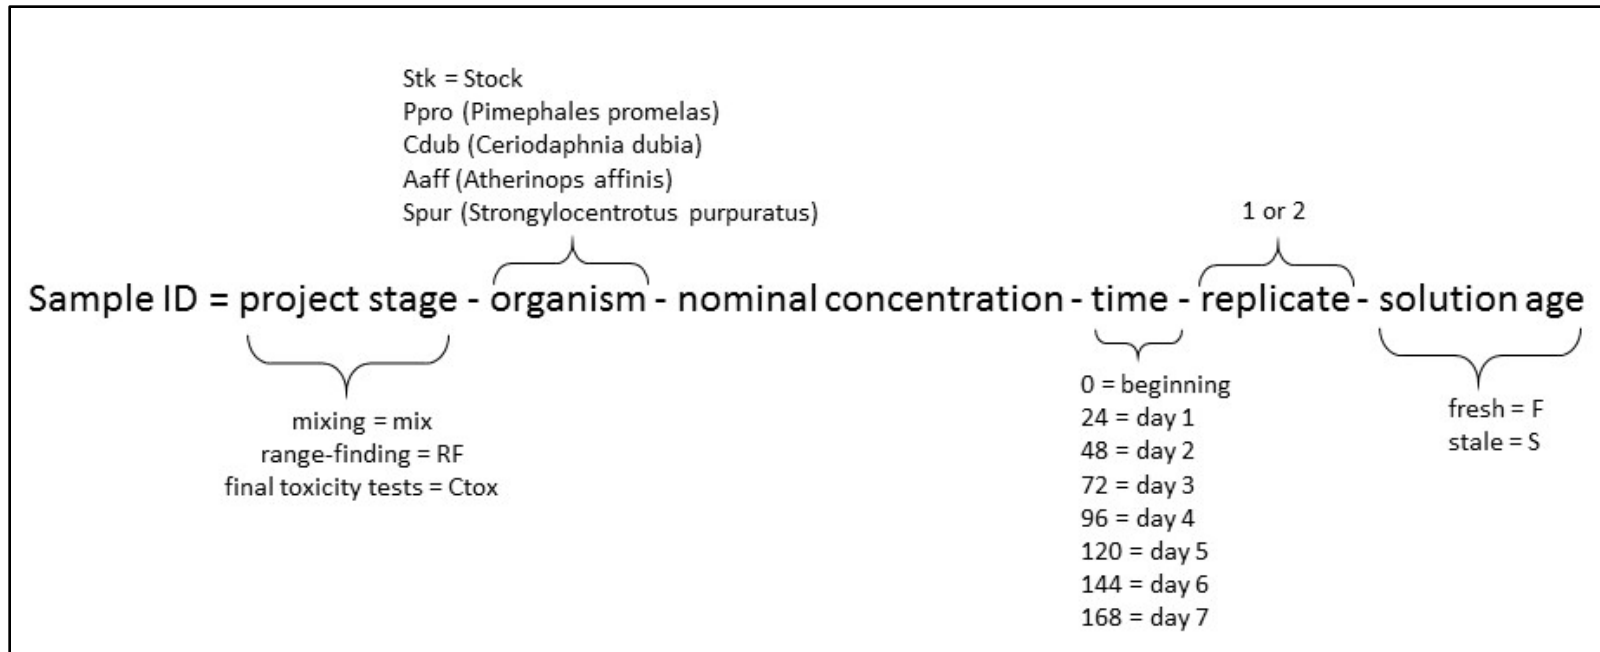 Stk = Stock
Ppro (Pimephales promelas)
Cdub (Ceriodaphnia dubia)
Aaff (Atherinops affinis)
Spur (Strongylocentrotus purpuratus)
1 or 2
Sample ID = project stage - organism - nominal concentration - time - replicate - solution age
mixing = mix
range-finding = RF
final toxicity tests = Ctox
0 = beginning
24 = day 1
48 = day 2
72 = day 3
96 = day 4
120 = day 5
144 = day 6
168 = day 7
fresh = F
stale = S